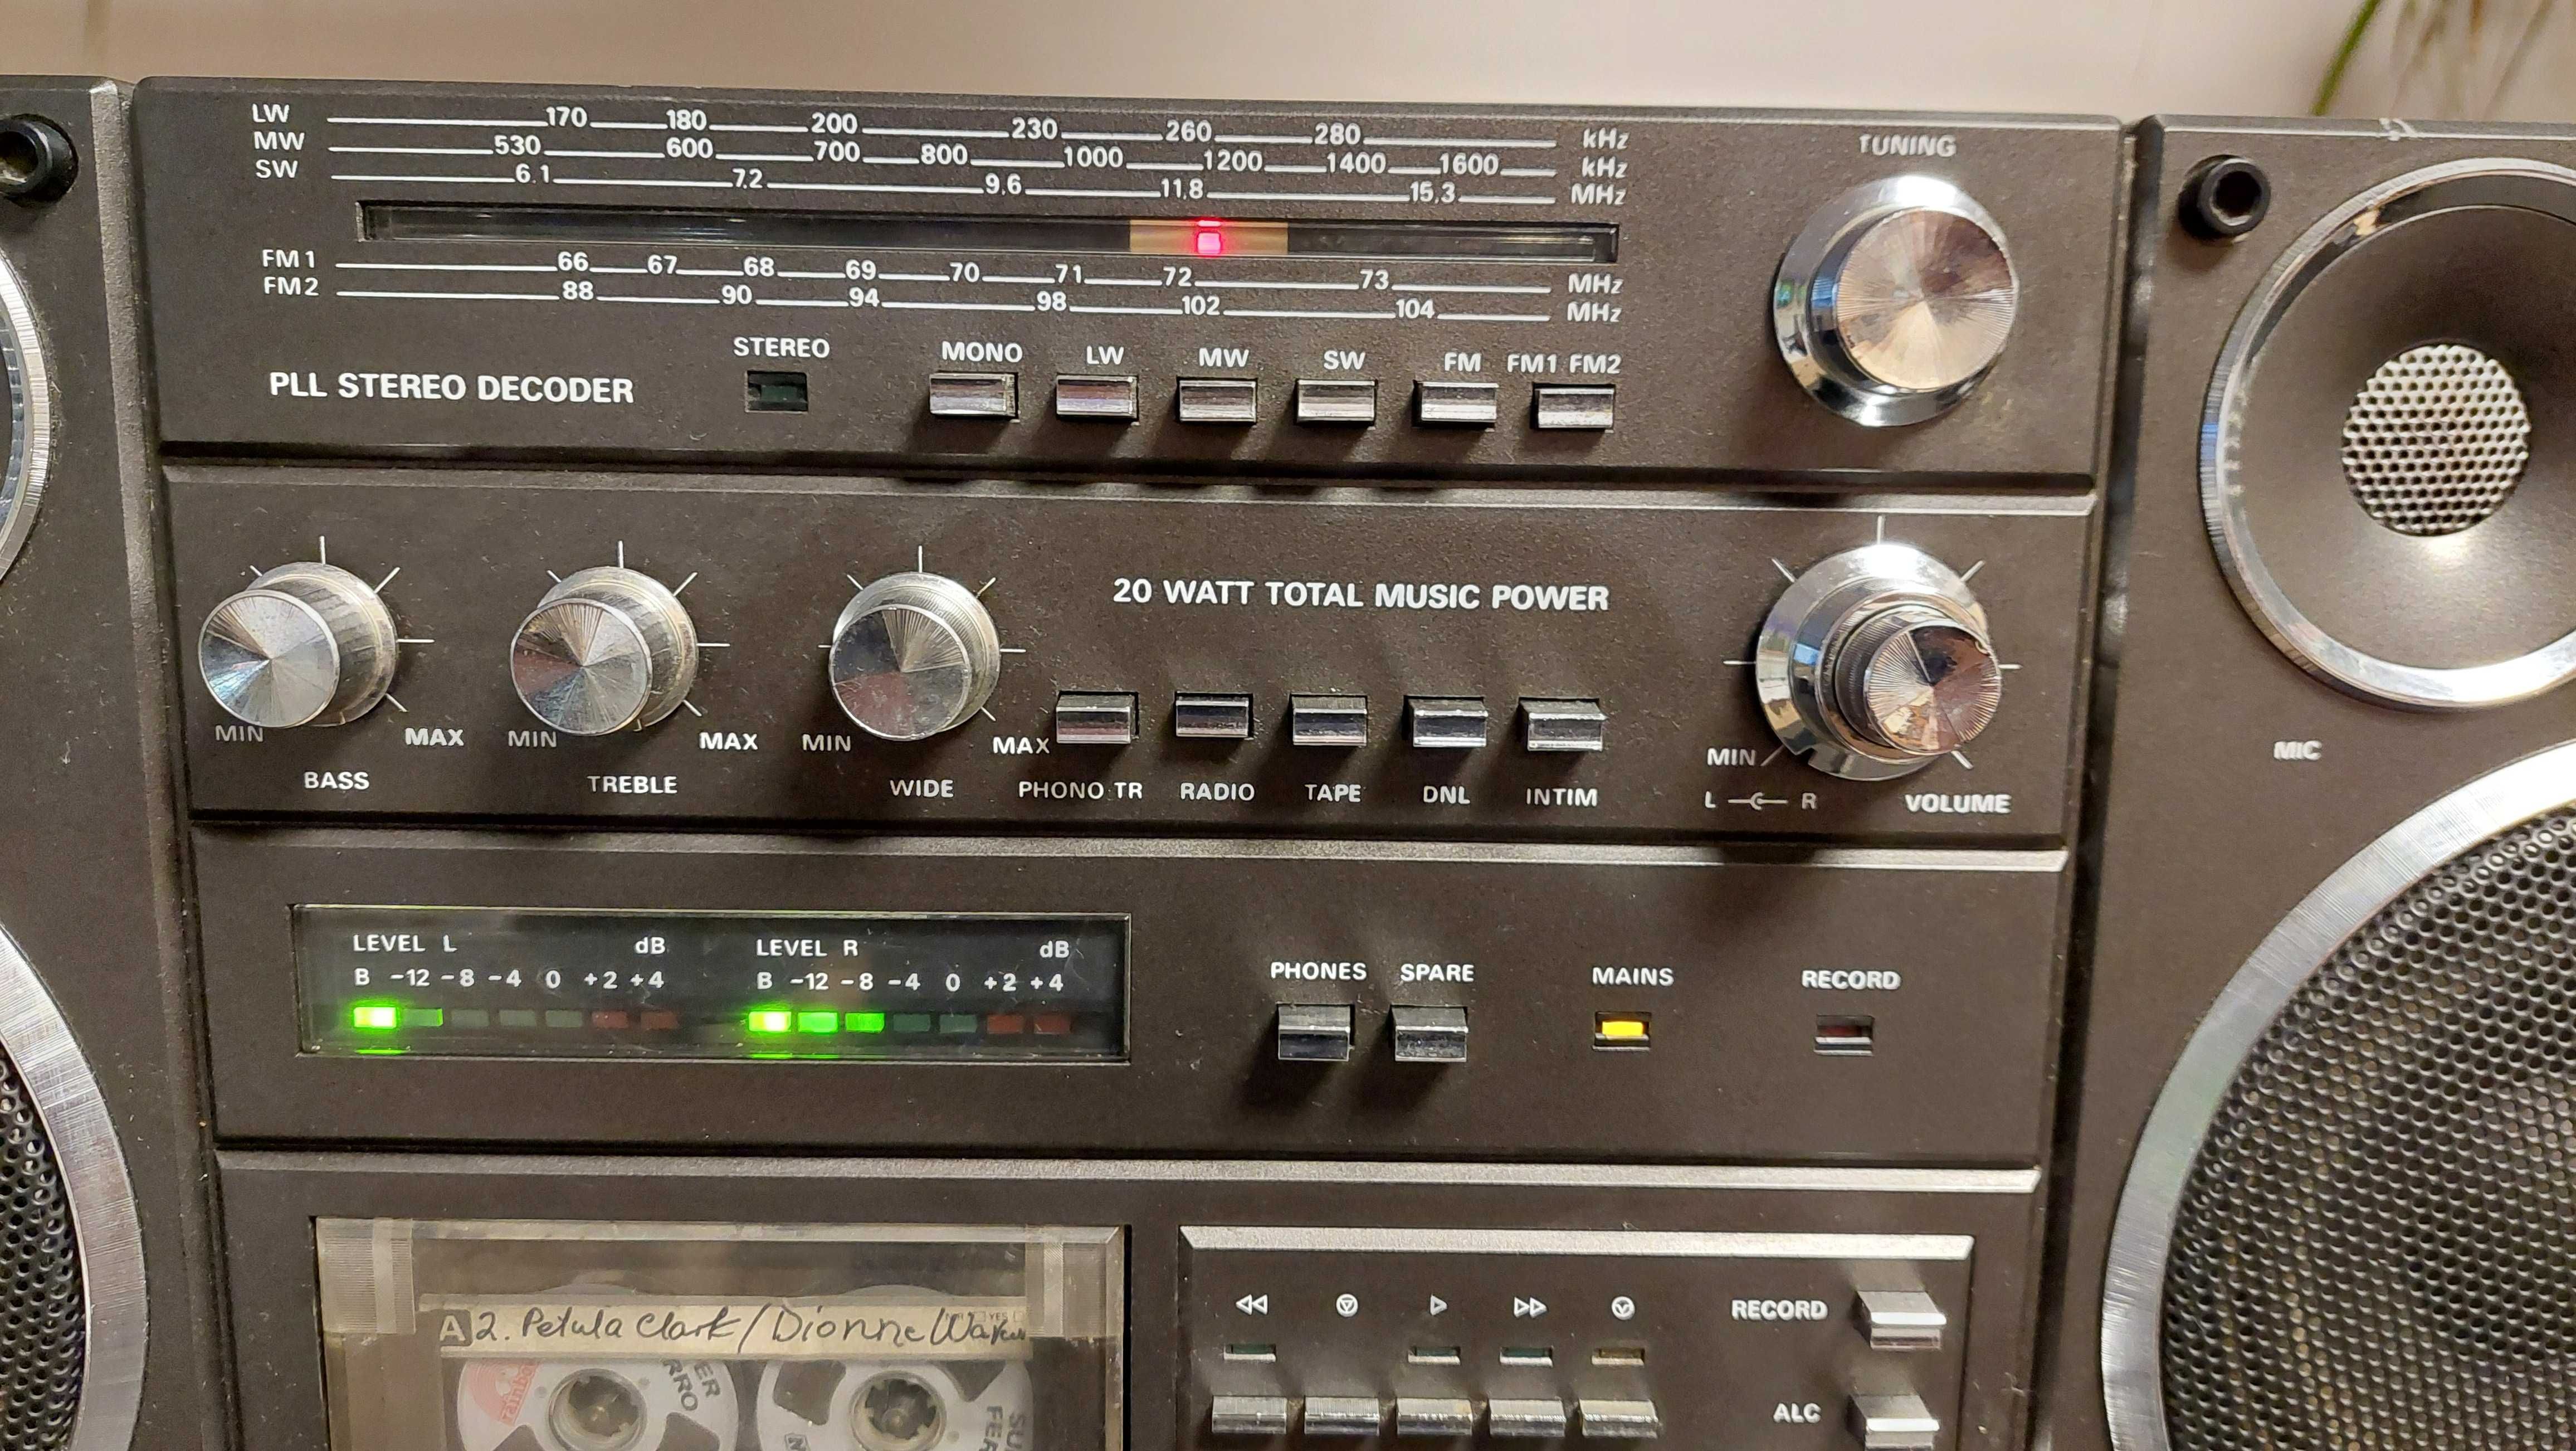 LW 170 180 200 230 260 280 kHz
MW 530 600 700 800 1000 1200 1400 1600 kHz
SW 6.1 7.2 9.6 11.8 15.3 MHz
TUNING
FM1 66 67 68 69 70 71 72 73 MHz
FM2 88 90 94 98 102 104 MHz
STEREO MONO LW MW SW FM FM1 FM2
PLL STEREO DECODER
20 WATT TOTAL MUSIC POWER
MIN MAX MIN MAX MIN MAX MIN
BASS TREBLE WIDE PHONO TR RADIO TAPE DNL INTIM L R VOLUME
MIC
LEVEL L dB LEVEL R dB
B -12 -8 -4 0 +2 +4 B -12 -8 -4 0 +2 +4
PHONES SPARE MAINS RECORD
RECORD
A 2. Petula Clark / Dionne
ALC